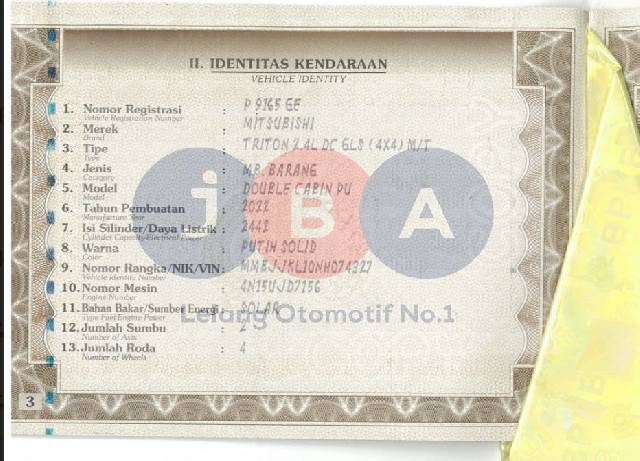 II. IDENTITAS KENDARAAN
VEHICLE IDENTITY
1. Nomor Registrasi : P 9165 GE
Vehicle Registration Number
2. Merek : MITSUBISHI
Brand
3. Tipe : TRITON 2.4L DC GLS (4X4) M/T
Type
4. Jenis : MB. BARANG
Category
5. Model : DOUBLE CABIN PU
Model
6. Tahun Pembuatan : 2022
Manufacture Year
7. Isi Silinder/Daya Listrik : 2442
Cylinder Capacity/Electrical Power
8. Warna : PUTIH SOLID
Color
9. Nomor Rangka/NIK/VIN : MMBJJKL10NH074327
Vehicle Identity Number
10. Nomor Mesin : 4N15UJD7256
Engine Number
11. Bahan Bakar/Sumber Energi : SOLAR
Type Fuel/Engine Power
12. Jumlah Sumbu : 2
Number of Axis
13. Jumlah Roda : 4
Number of Wheels
3
iBA
Lelang Otomotif No.1